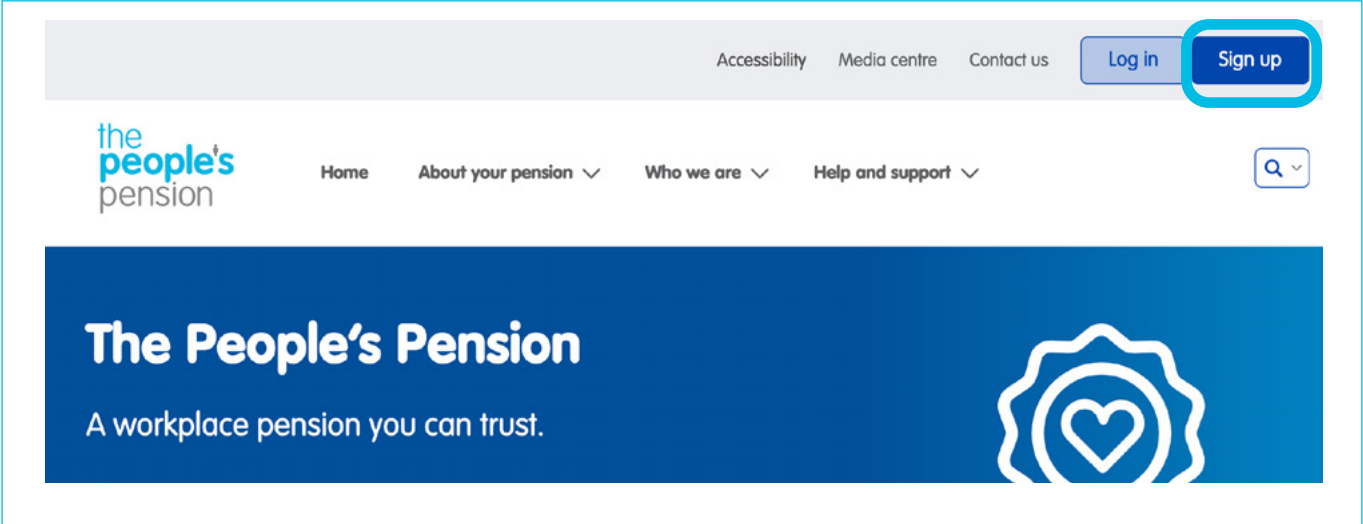 Accessibility Media centre Contact us Log in Sign up
the
people's
pension
Home About your pension Who we are Help and support
The People's Pension
A workplace pension you can trust.